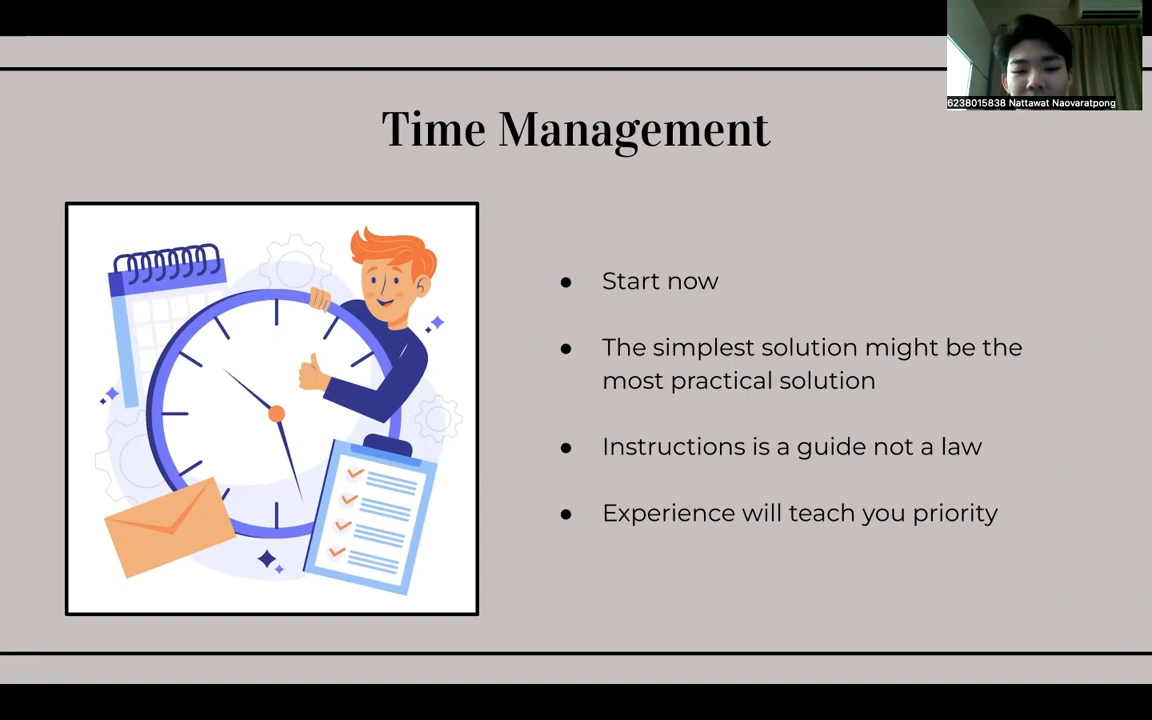 6238015838 Nattawat Naovaratpong
Time Management
● Start now
● The simplest solution might be the
most practical solution
● Instructions is a guide not a law
● Experience will teach you priority